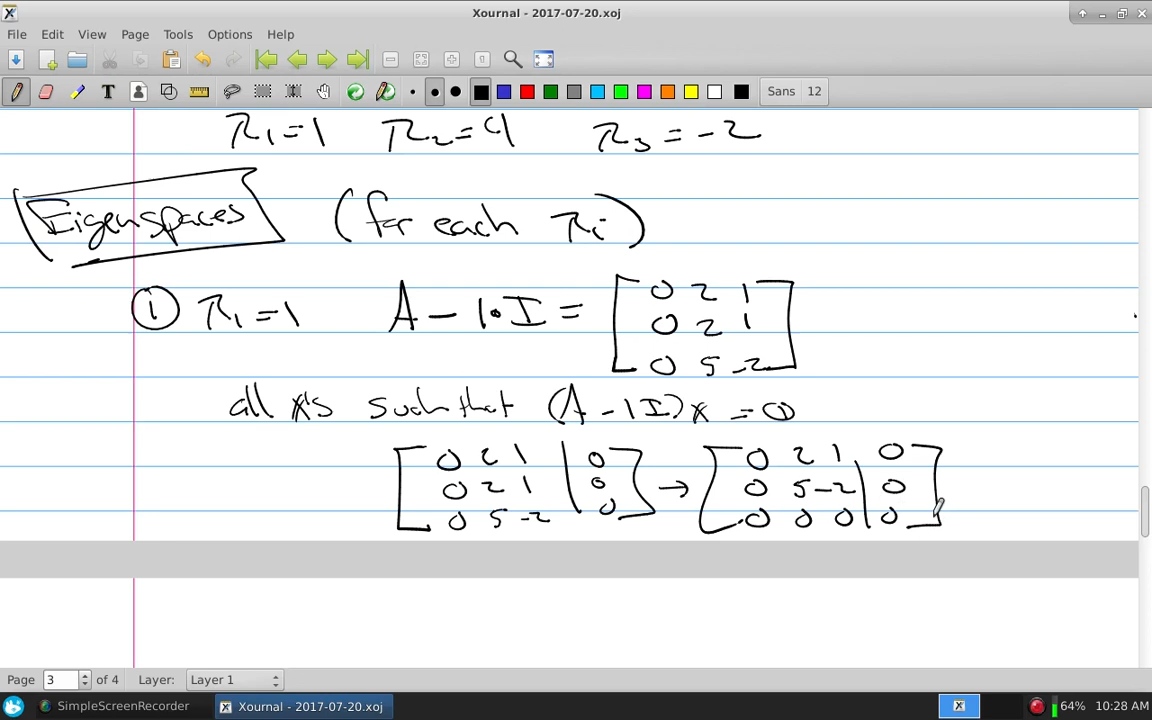 Xournal - 2017-07-20.xoj
File Edit View Page Tools Options Help
Sans 12
λ₁=1 λ₂=4 λ₃=-2
Eigenspaces (for each λi)
① λ₁=1 A-1•I= [0 2 1
0 2 1
0 5 -2]
all x's such that (A-1I)x=0
[0 2 1 | 0 → [0 2 1 | 0
0 2 1 | 0 0 5 -2 | 0
0 5 -2 | 0] 0 0 0 | 0]
Page 3 of 4 Layer: Layer 1
SimpleScreenRecorder Xournal - 2017-07-20.xoj 64% 10:28 AM